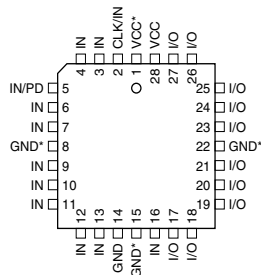 IN
IN
CLK/IN
VCC*
VCC
I/O
I/O
4
3
2
1
28
27
26
IN/PD 5
IN 6
IN 7
GND* 8
IN 9
IN 10
IN 11
25 I/O
24 I/O
23 I/O
22 GND*
21 I/O
20 I/O
19 I/O
12
13
14
15
16
17
18
IN
IN
GND
GND*
IN
I/O
I/O